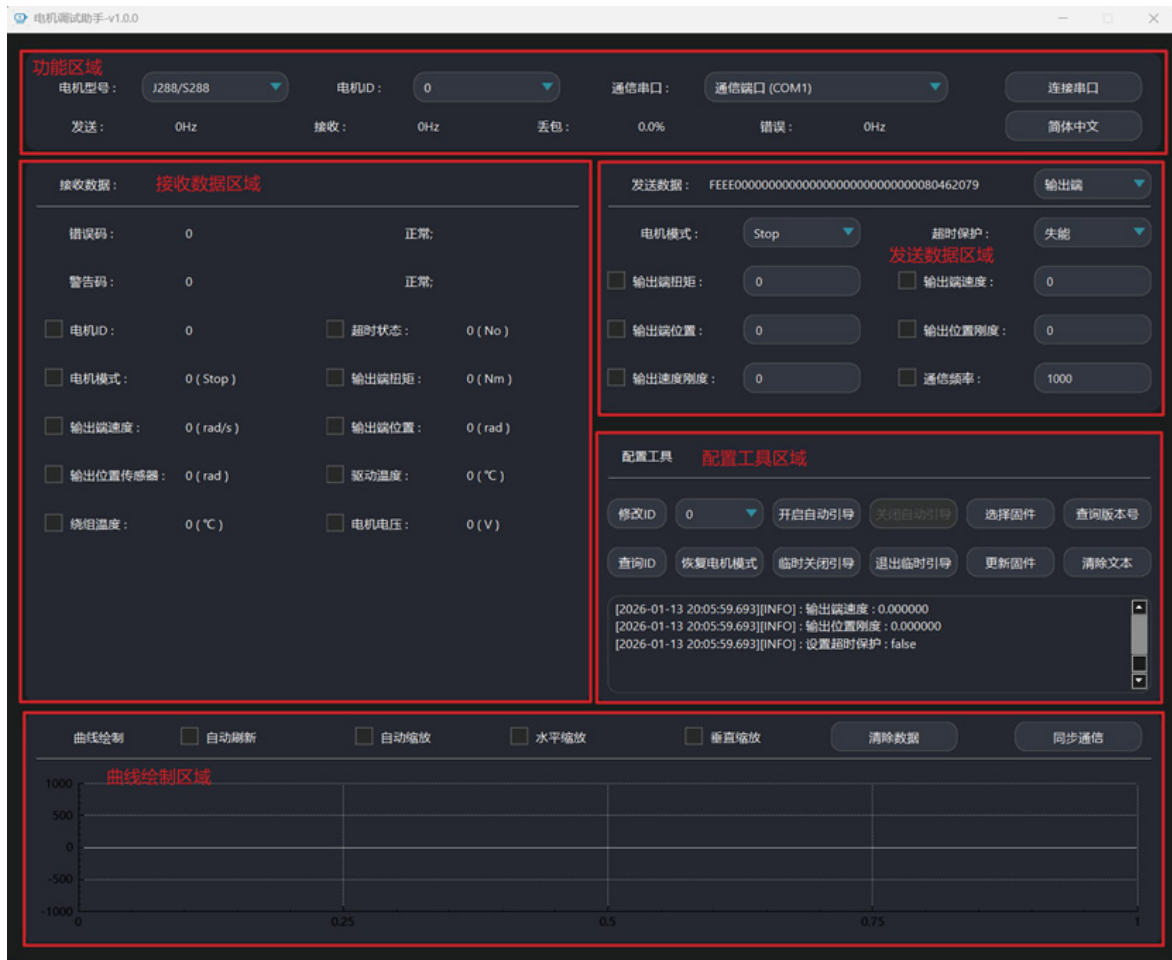 电机调试助手-v1.0.0
功能区域
电机型号： J288/S288 电机ID： 0 通信串口： 通信端口 (COM1) 连接串口
发送： 0Hz 接收： 0Hz 丢包： 0.0% 错误： 0Hz 简体中文
接收数据： 接收数据区域
错误码： 0 正常;
警告码： 0 正常;
电机ID： 0 超时状态： 0 ( No )
电机模式： 0 ( Stop ) 输出端扭矩： 0 ( Nm )
输出端速度： 0 ( rad/s ) 输出端位置： 0 ( rad )
输出位置传感器： 0 ( rad ) 驱动温度： 0 ( ℃ )
绕组温度： 0 ( ℃ ) 电机电压： 0 ( V )
发送数据： FEEE00000000000000000000000000080462079 输出端
电机模式： Stop 超时保护： 失能
发送数据区域
输出端扭矩： 0 输出端速度： 0
输出端位置： 0 输出位置刚度： 0
输出速度刚度： 0 通信频率： 1000
配置工具 配置工具区域
修改ID 0 开启自动引导 关闭自动引导 选择固件 查询版本号
查询ID 恢复电机模式 临时关闭引导 退出临时引导 更新固件 清除文本
[2026-01-13 20:05:59.693][INFO] : 输出端速度 : 0.000000
[2026-01-13 20:05:59.693][INFO] : 输出位置刚度 : 0.000000
[2026-01-13 20:05:59.693][INFO] : 设置超时保护 : false
曲线绘制 自动刷新 自动缩放 水平缩放 垂直缩放 清除数据 同步通信
曲线绘制区域
1000
500
0
-500
-1000
0 0.25 0.5 0.75 1